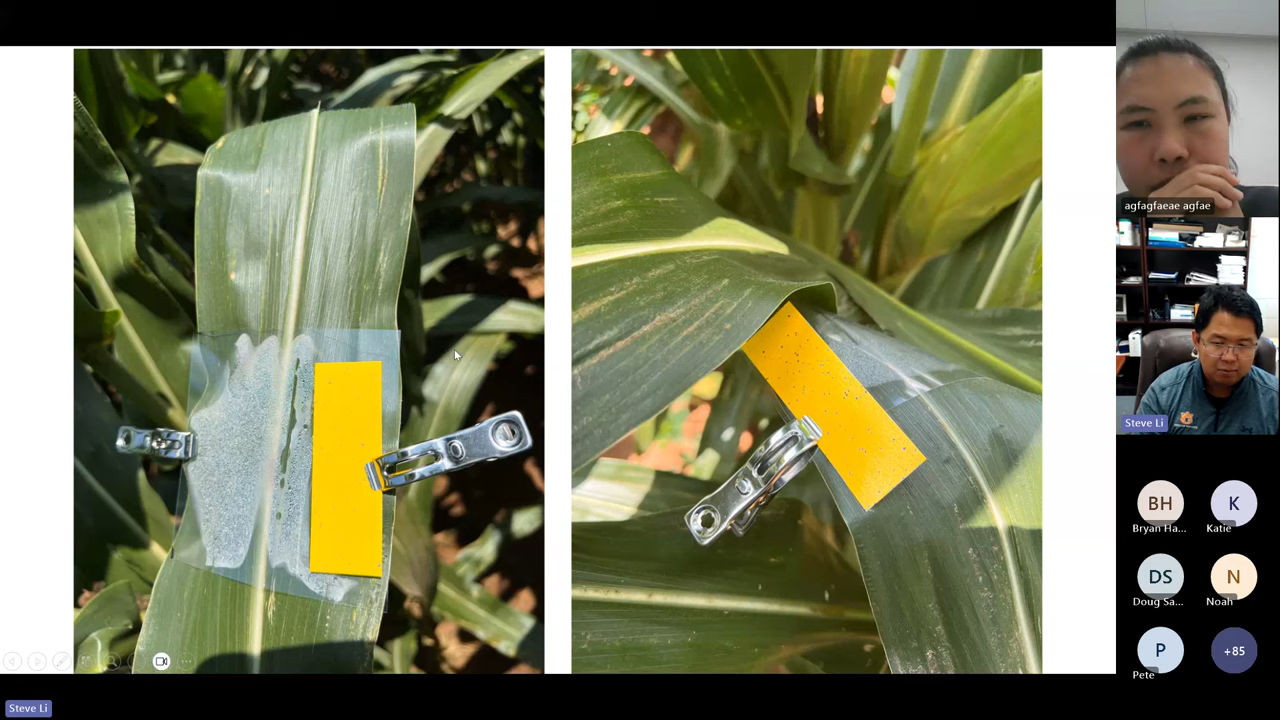 agfagfaeae agfae
Steve Li
BH
K
Bryan Ha...
Katie
DS
N
Doug Sa...
Noah
P
+85
Pete
Steve Li